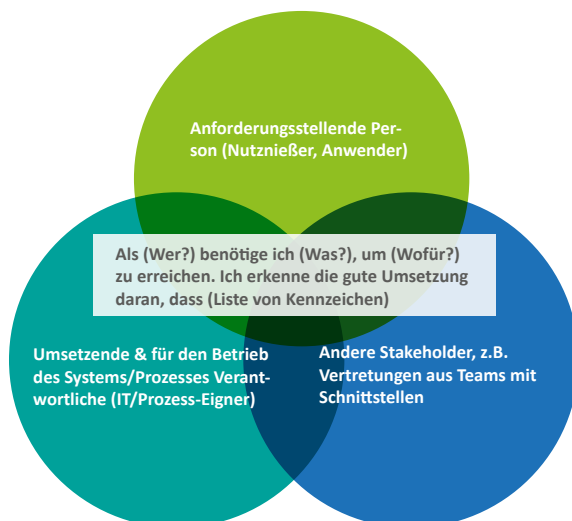 Anforderungsstellende Per-
son (Nutznießer, Anwender)
Als (Wer?) benötige ich (Was?), um (Wofür?)
zu erreichen. Ich erkenne die gute Umsetzung
daran, dass (Liste von Kennzeichen)
Umsetzende & für den Betrieb
des Systems/Prozesses Verant-
wortliche (IT/Prozess-Eigner)
Andere Stakeholder, z.B.
Vertretungen aus Teams mit
Schnittstellen